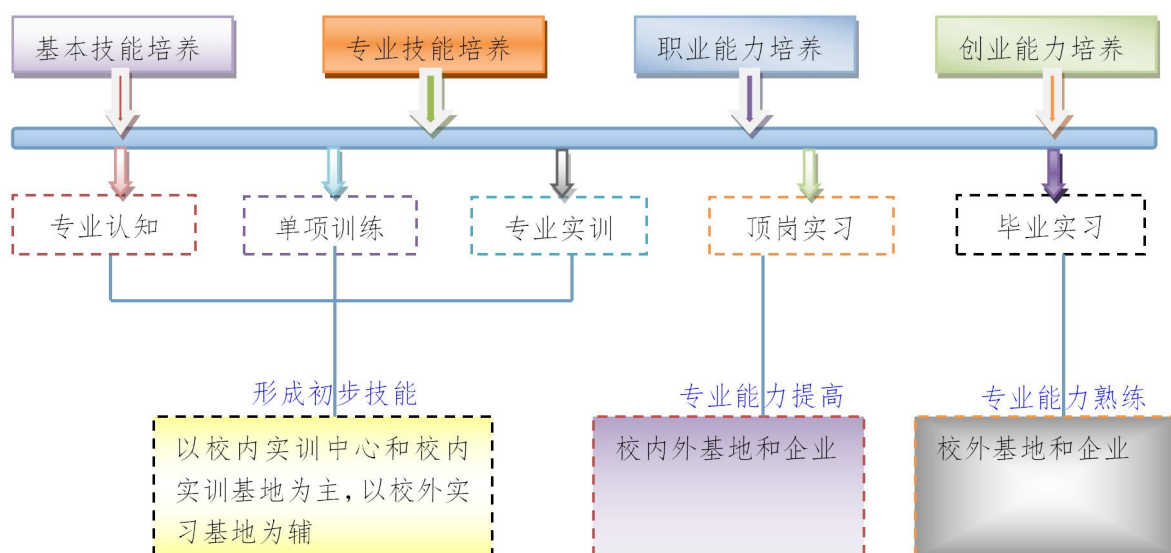 基本技能培养
专业技能培养
职业能力培养
创业能力培养
专业认知
单项训练
专业实训
顶岗实习
毕业实习
形成初步技能
专业能力提高
专业能力熟练
以校内实训中心和校内
实训基地为主,以校外实
习基地为辅
校内外基地和企业
校外基地和企业